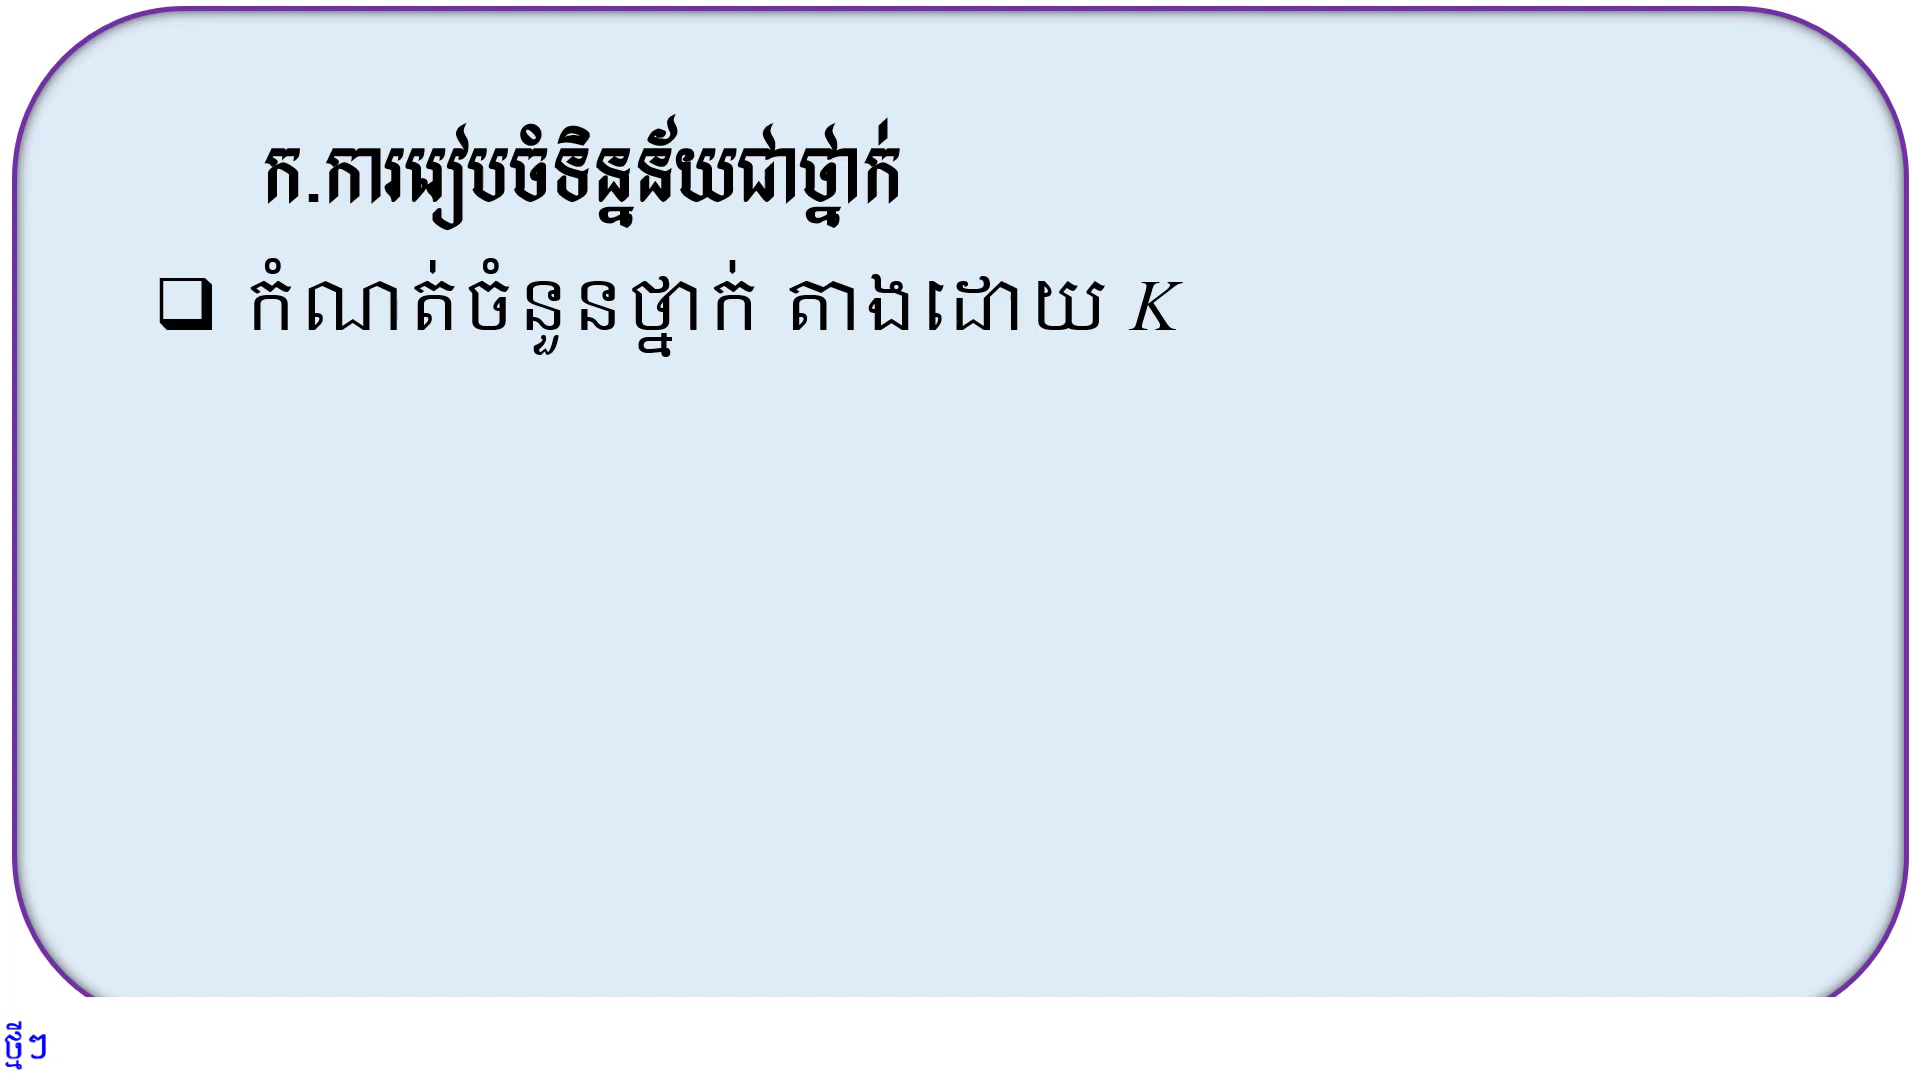 ក.ការរៀបចំទិន្នន័យជាថ្នាក់
❑ កំណត់ចំនួនថ្នាក់ តាងដោយ K
ថ្មីៗ